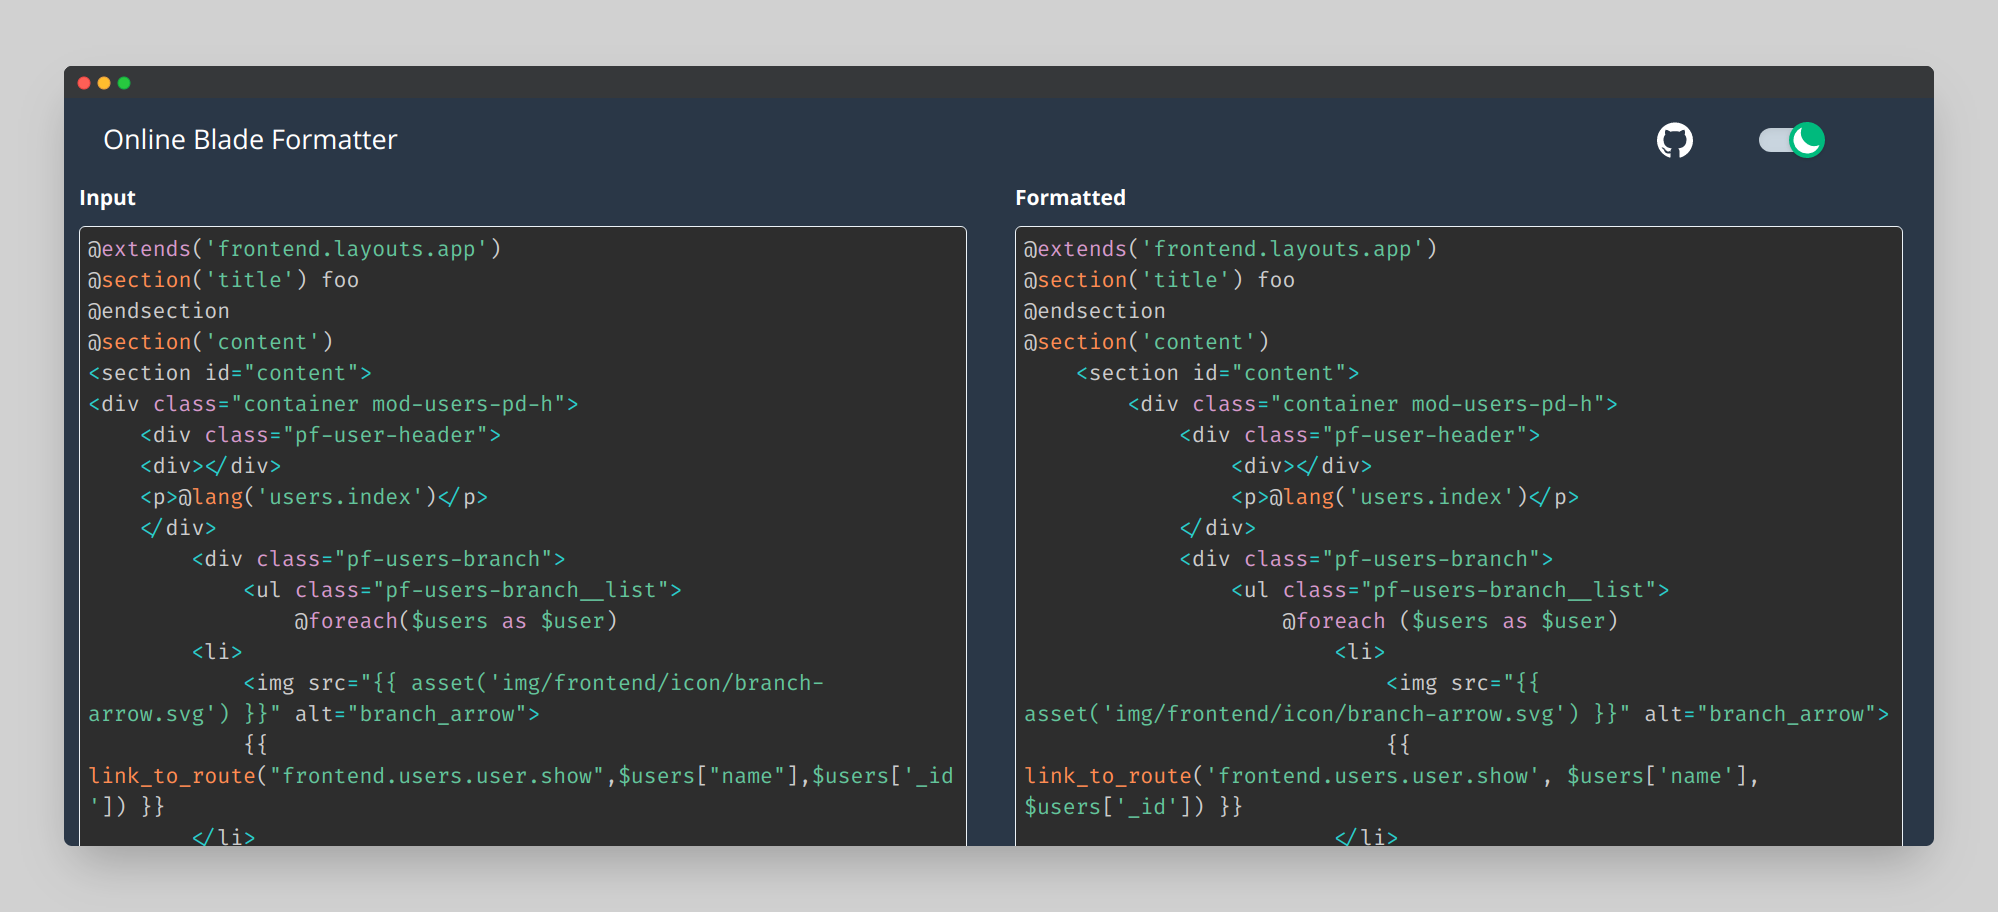 Online Blade Formatter
Input
@extends('frontend.layouts.app')
@section('title') foo
@endsection
@section('content')
<section id="content">
<div class="container mod-users-pd-h">
    <div class="pf-user-header">
    <div></div>
    <p>@lang('users.index')</p>
    </div>
        <div class="pf-users-branch">
            <ul class="pf-users-branch__list">
                @foreach($users as $user)
        <li>
            <img src="{{ asset('img/frontend/icon/branch-
arrow.svg') }}" alt="branch_arrow">
            {{
link_to_route("frontend.users.user.show",$users["name"],$users['_id
']) }}
        </li>
Formatted
@extends('frontend.layouts.app')
@section('title') foo
@endsection
@section('content')
    <section id="content">
        <div class="container mod-users-pd-h">
            <div class="pf-user-header">
                <div></div>
                <p>@lang('users.index')</p>
            </div>
            <div class="pf-users-branch">
                <ul class="pf-users-branch__list">
                    @foreach ($users as $user)
                        <li>
                            <img src="{{
asset('img/frontend/icon/branch-arrow.svg') }}" alt="branch_arrow">
                            {{
link_to_route('frontend.users.user.show', $users['name'],
$users['_id']) }}
                        </li>